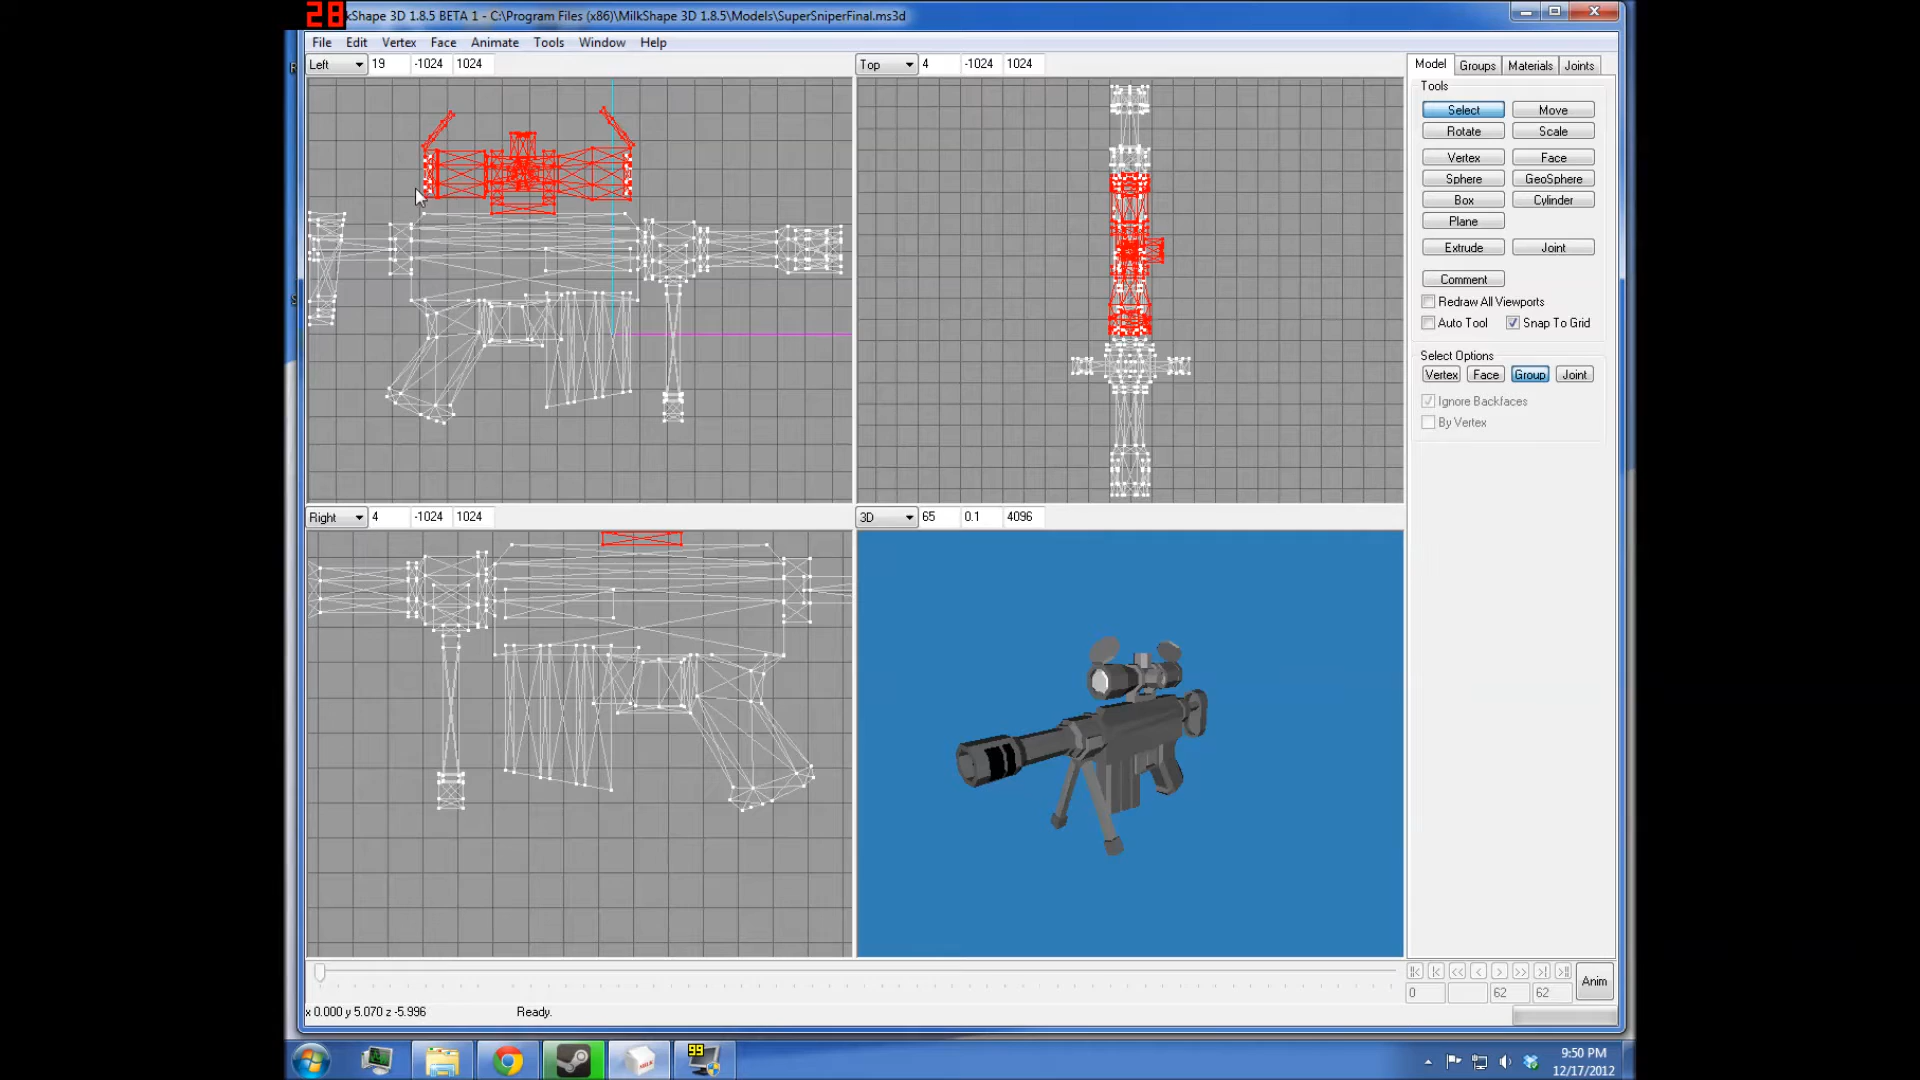 28
kShape 3D 1.8.5 BETA 1 - C:\Program Files (x86)\MilkShape 3D 1.8.5\Models\SuperSniperFinal.ms3d
File Edit Vertex Face Animate Tools Window Help
Left 19 -1024 1024
Top 4 -1024 1024
Model Groups Materials Joints
Tools
Select Move
Rotate Scale
Vertex Face
Sphere GeoSphere
Box Cylinder
Plane
Extrude Joint
Comment
Redraw All Viewports
Auto Tool Snap To Grid
Select Options
Vertex Face Group Joint
Ignore Backfaces
By Vertex
Right 4 -1024 1024
3D 65 0.1 4096
Anim
0 62 62
x 0.000 y 5.070 z -5.996 Ready.
99
9:50 PM
12/17/2012